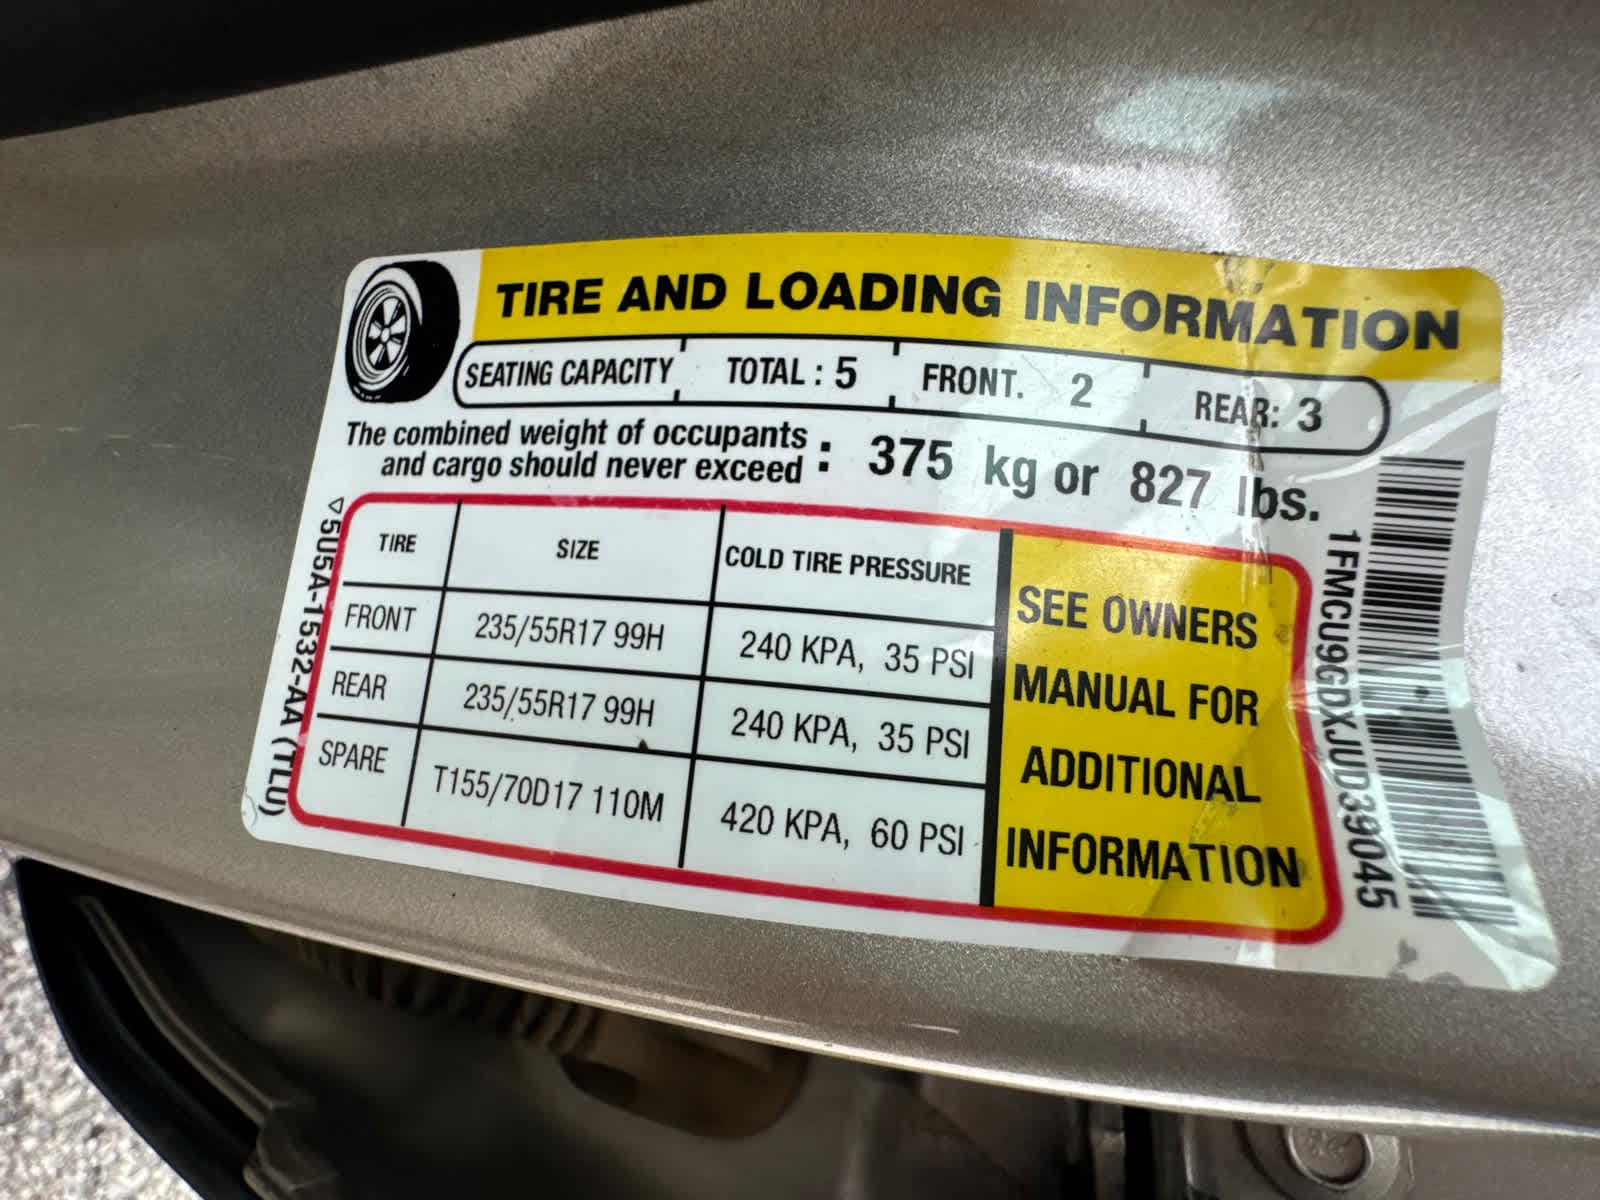 TIRE AND LOADING INFORMATION
SEATING CAPACITY TOTAL : 5 FRONT. 2 REAR: 3
The combined weight of occupants
and cargo should never exceed : 375 kg or 827 lbs.
TIRE SIZE COLD TIRE PRESSURE
FRONT 235/55R17 99H 240 KPA, 35 PSI
REAR 235/55R17 99H 240 KPA, 35 PSI
SPARE T155/70D17 110M 420 KPA, 60 PSI
SEE OWNERS
MANUAL FOR
ADDITIONAL
INFORMATION
5U5A-1532-AA (TLU)
1FMCU9GDXJUD39045